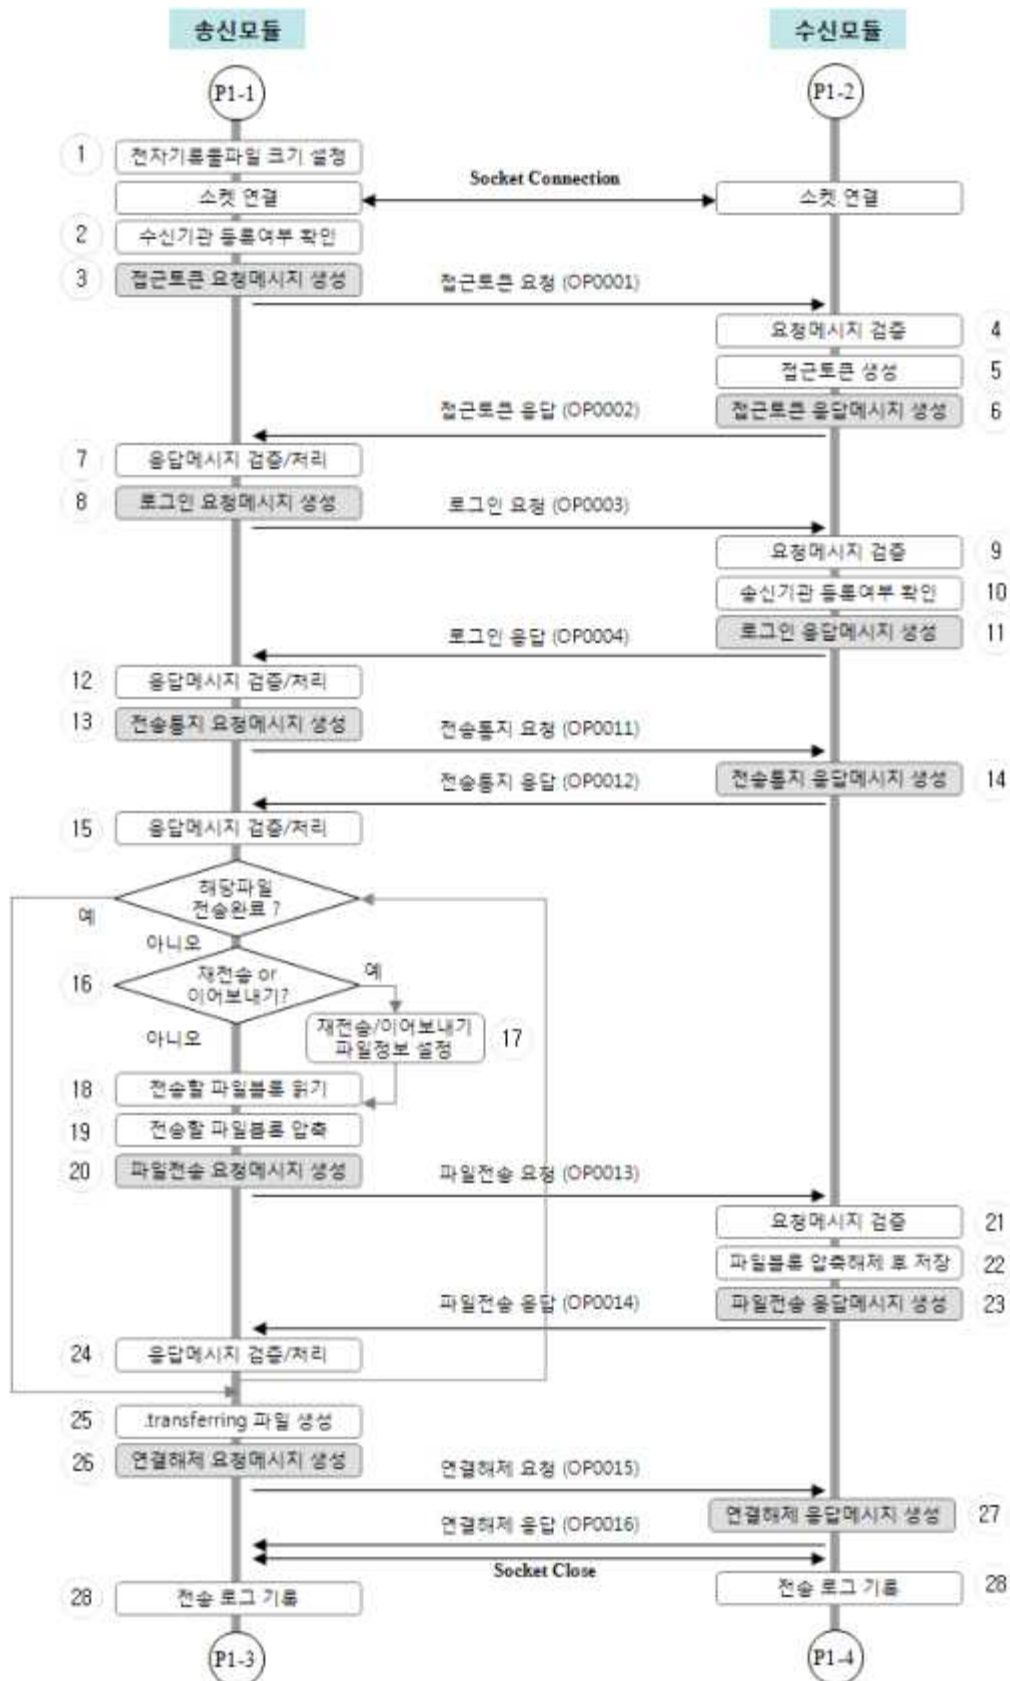 송신모듈
수신모듈
P1-1
P1-2
1
전자기록물파일 크기 설정
Socket Connection
소켓 연결
소켓 연결
2
수신기관 등록여부 확인
3
접근토큰 요청메시지 생성
접근토큰 요청 (OP0001)
요청메시지 검증
4
접근토큰 생성
5
접근토큰 응답 (OP0002)
접근토큰 응답메시지 생성
6
7
응답메시지 검증/처리
8
로그인 요청메시지 생성
로그인 요청 (OP0003)
요청메시지 검증
9
송신기관 등록여부 확인
10
로그인 응답 (OP0004)
로그인 응답메시지 생성
11
12
응답메시지 검증/처리
13
전송통지 요청메시지 생성
전송통지 요청 (OP0011)
전송통지 응답 (OP0012)
전송통지 응답메시지 생성
14
15
응답메시지 검증/처리
해당파일
전송완료 ?
예
아니오
16
재전송 or
이어보내기?
예
아니오
재전송/이어보내기
파일정보 설정
17
18
전송할 파일블록 읽기
19
전송할 파일블록 압축
20
파일전송 요청메시지 생성
파일전송 요청 (OP0013)
요청메시지 검증
21
파일블록 압축해제 후 저장
22
파일전송 응답 (OP0014)
파일전송 응답메시지 생성
23
24
응답메시지 검증/처리
25
.transferring 파일 생성
26
연결해제 요청메시지 생성
연결해제 요청 (OP0015)
연결해제 응답메시지 생성
27
연결해제 응답 (OP0016)
Socket Close
28
전송 로그 기록
전송 로그 기록
28
P1-3
P1-4